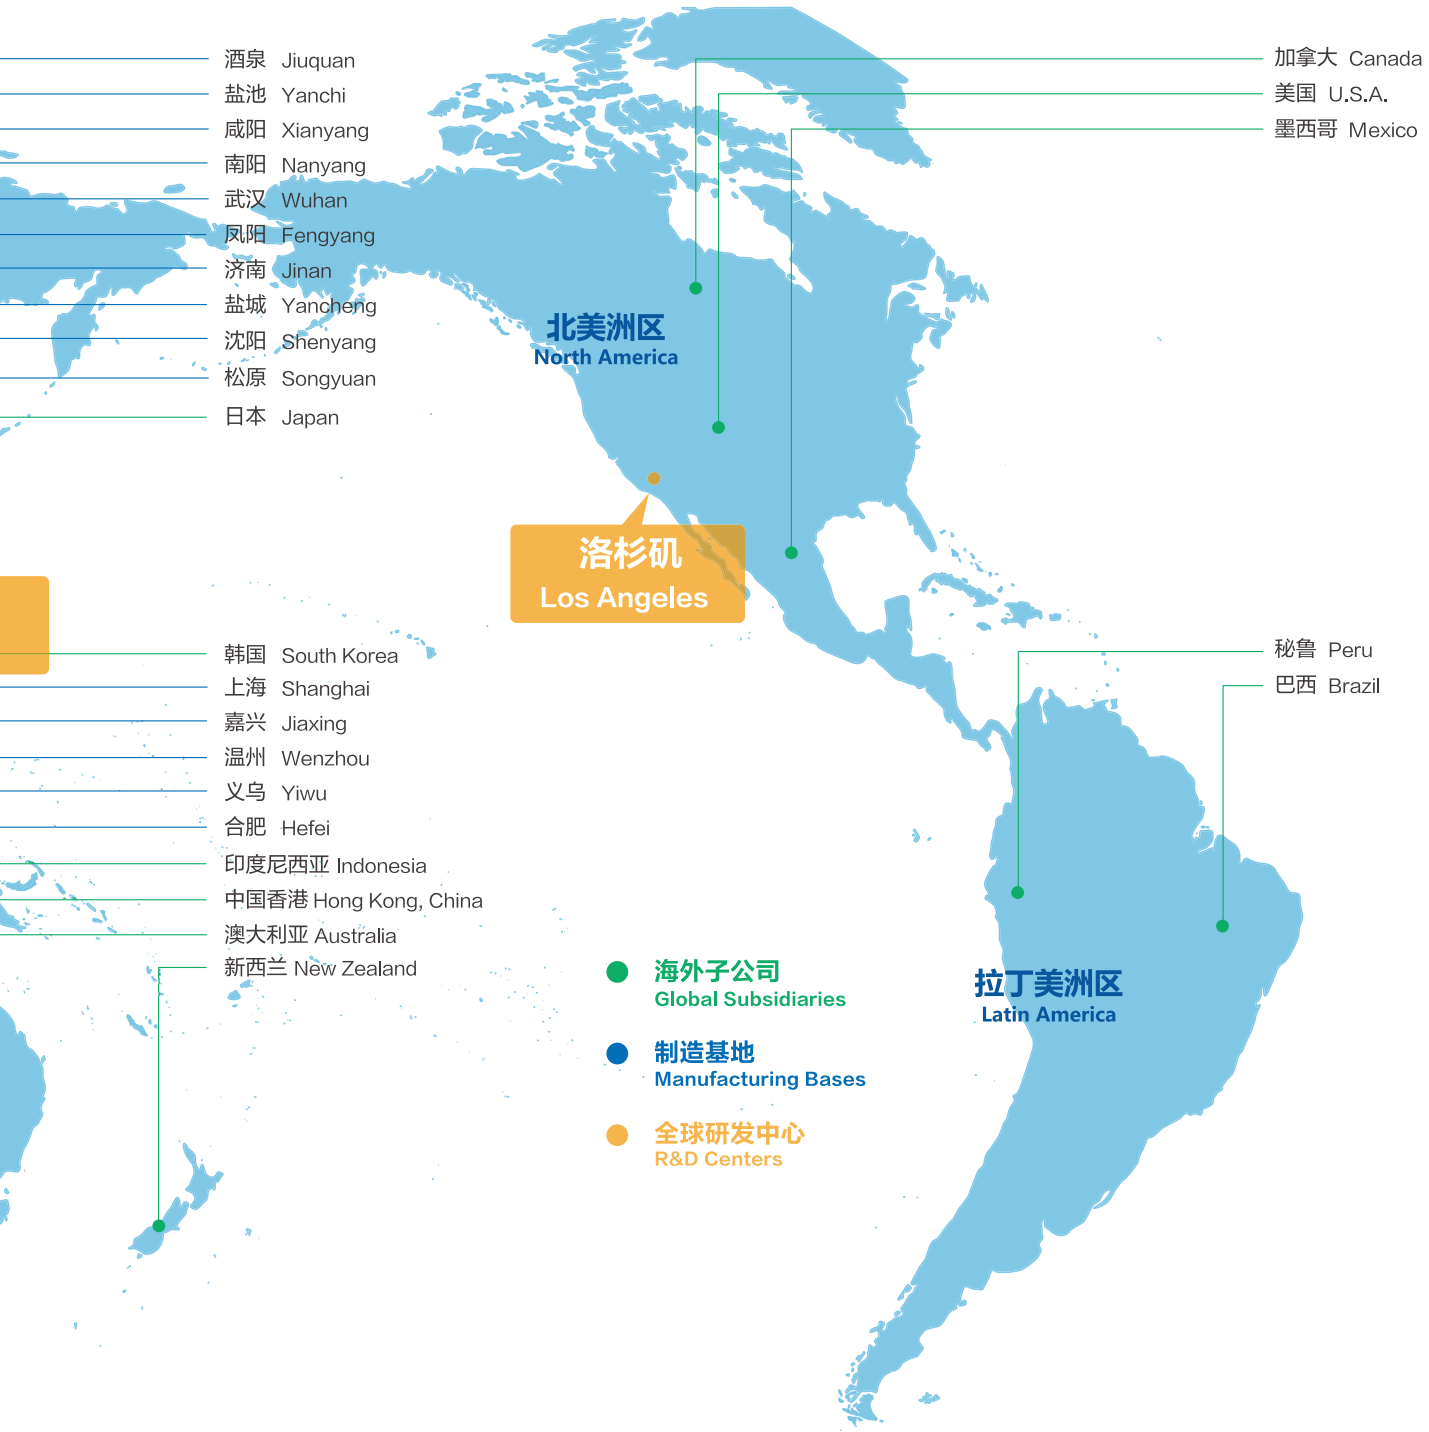 酒泉 Jiuquan
盐池 Yanchi
咸阳 Xianyang
南阳 Nanyang
武汉 Wuhan
凤阳 Fengyang
济南 Jinan
盐城 Yancheng
沈阳 Shenyang
松原 Songyuan
日本 Japan
加拿大 Canada
美国 U.S.A.
墨西哥 Mexico
北美洲区
North America
洛杉矶
Los Angeles
韩国 South Korea
上海 Shanghai
嘉兴 Jiaxing
温州 Wenzhou
义乌 Yiwu
合肥 Hefei
印度尼西亚 Indonesia
中国香港 Hong Kong, China
澳大利亚 Australia
新西兰 New Zealand
秘鲁 Peru
巴西 Brazil
拉丁美洲区
Latin America
海外子公司
Global Subsidiaries
制造基地
Manufacturing Bases
全球研发中心
R&D Centers